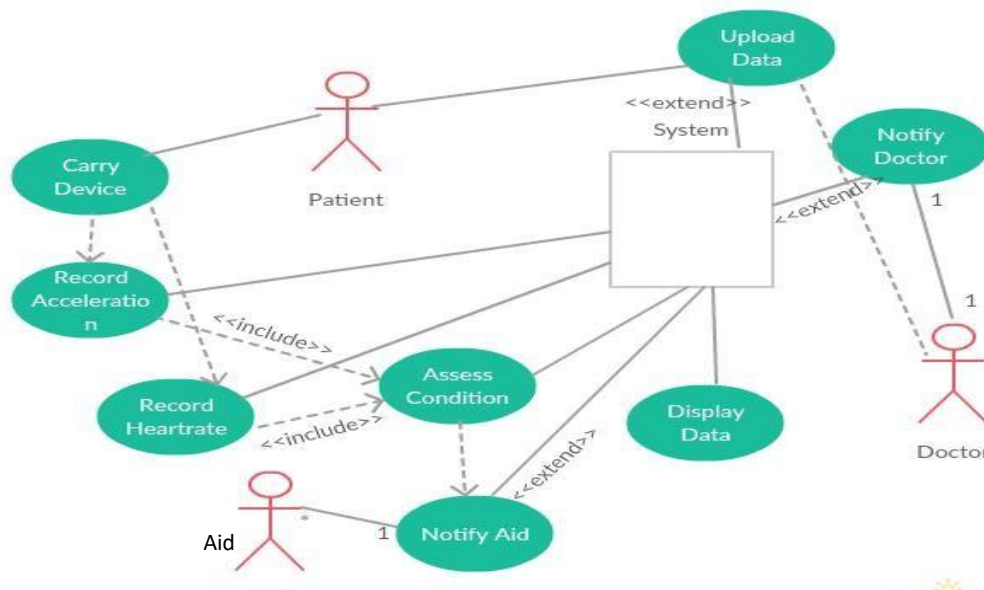 Upload
Data
<<extend>>
System
Notify
Doctor
Carry
Device
Patient
<<extend>>
1
Record
Acceleratio
n
<<include>>
1
Assess
Condition
Record
Heartrate
<<include>>
Display
Data
Doctor
<<extend>>
*
1
Notify Aid
Aid